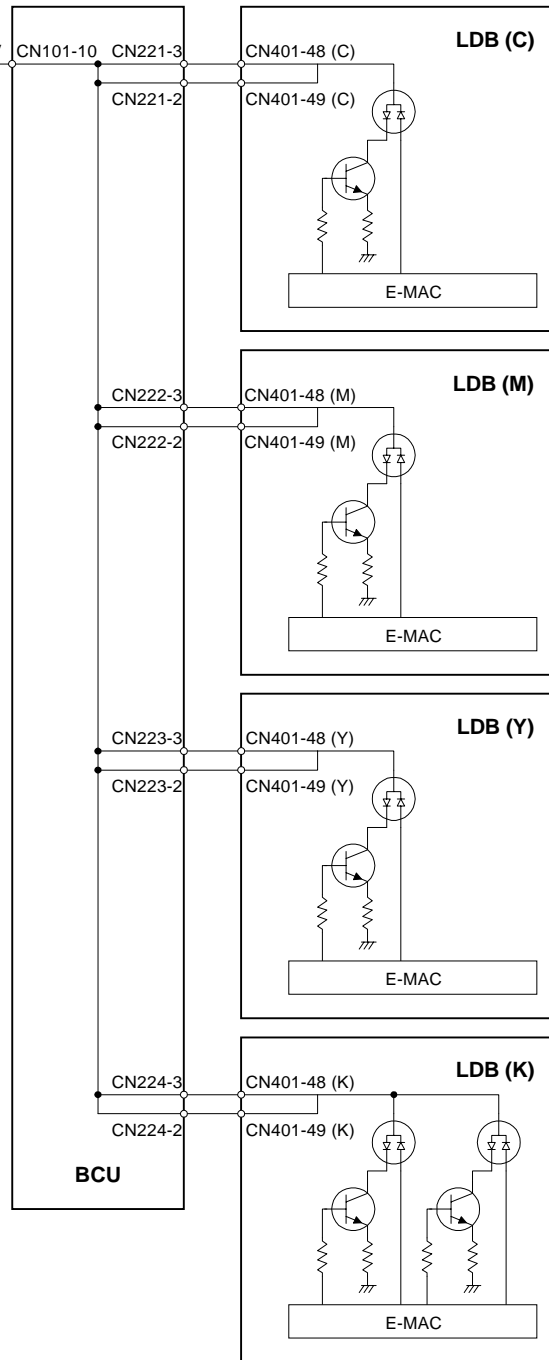 CN101-10 CN221-3 CN401-48 (C) LDB (C)
CN221-2 CN401-49 (C)
E-MAC
LDB (M)
CN222-3 CN401-48 (M)
CN222-2 CN401-49 (M)
E-MAC
LDB (Y)
CN223-3 CN401-48 (Y)
CN223-2 CN401-49 (Y)
E-MAC
LDB (K)
CN224-3 CN401-48 (K)
CN224-2 CN401-49 (K)
BCU
E-MAC